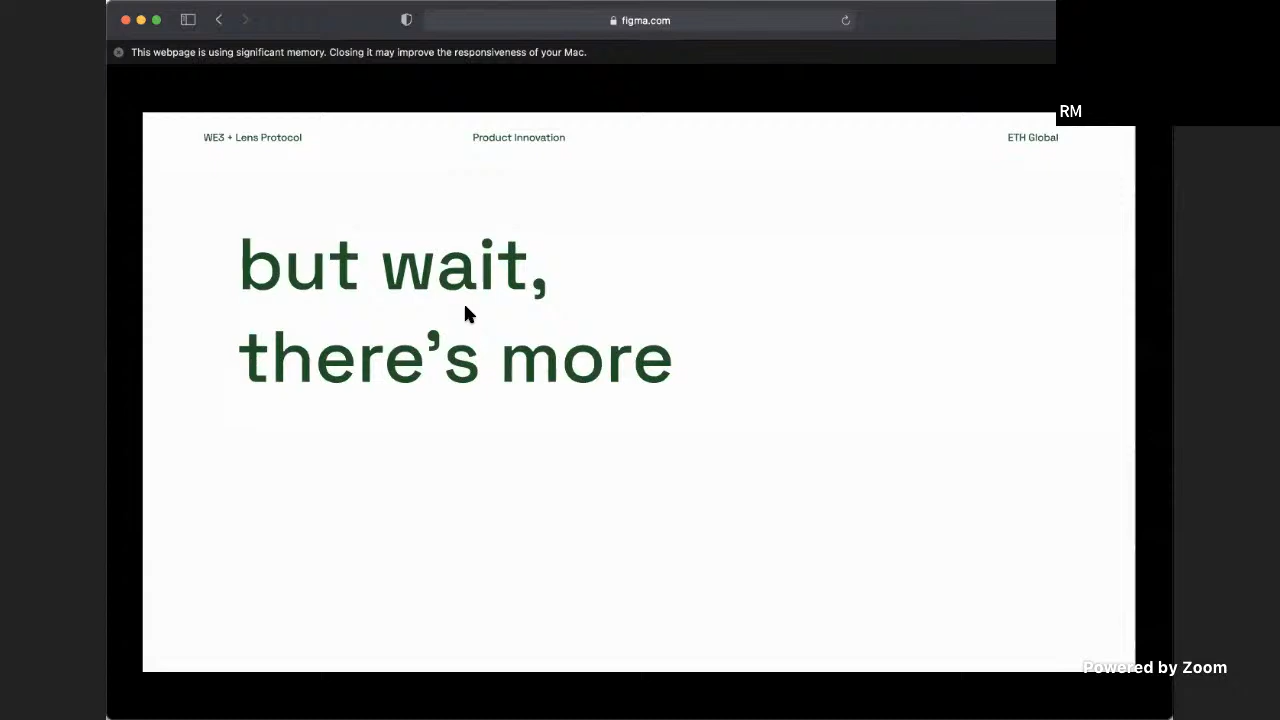 figma.com
This webpage is using significant memory. Closing it may improve the responsiveness of your Mac.
RM
WE3 + Lens Protocol
Product Innovation
ETH Global
but wait,
there’s more
Powered by Zoom